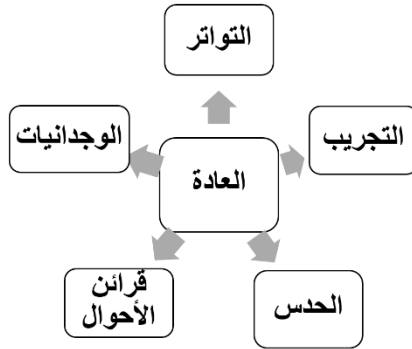 التواتر
التجريب
الوجدانيات
العادة
قرائن
الأحوال
الحدس